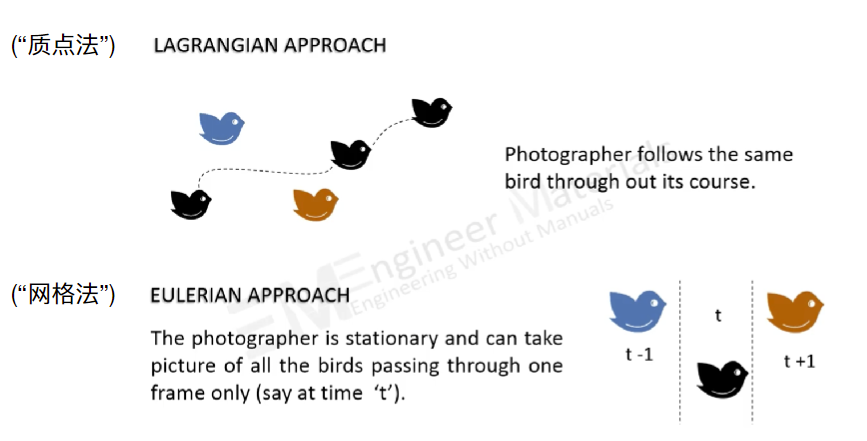 (“质点法”) LAGRANGIAN APPROACH
Photographer follows the same
bird through out its course.
Engineer Materials
Engineering Without Manuals
(“网格法”) EULERIAN APPROACH
The photographer is stationary and can take
picture of all the birds passing through one
frame only (say at time ‘t’).
t
t -1
t +1